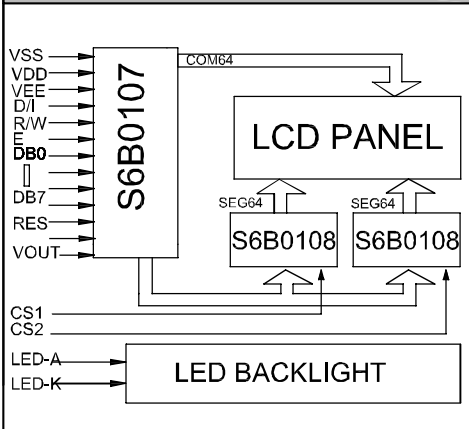 VSS
VDD
VEE
D/I
R/W
E
DB0
DB7
RES
VOUT
S6B0107
COM64
LCD PANEL
SEG64
SEG64
S6B0108
S6B0108
CS1
CS2
LED-A
LED-K
LED BACKLIGHT